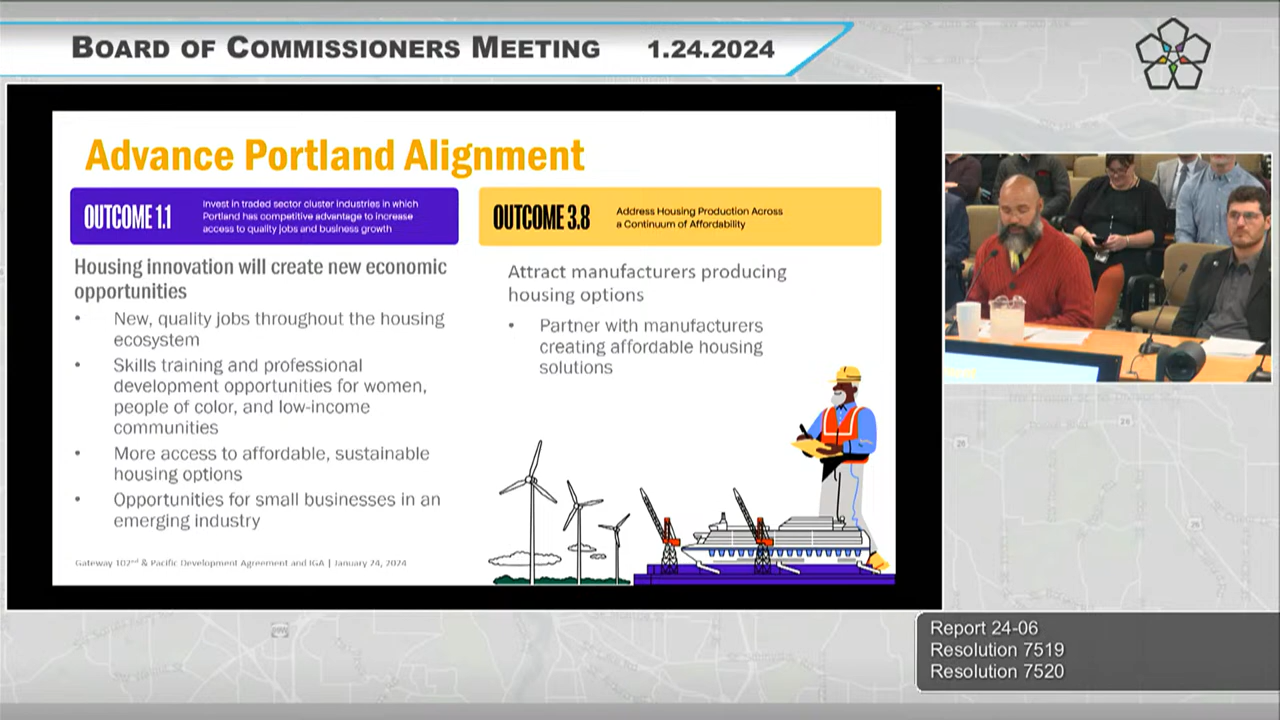 BOARD OF COMMISSIONERS MEETING 1.24.2024
Advance Portland Alignment
OUTCOME 1.1
Invest in traded sector cluster industries in which
Portland has competitive advantage to increase
access to quality jobs and business growth
Housing innovation will create new economic
opportunities
• New, quality jobs throughout the housing
ecosystem
• Skills training and professional
development opportunities for women,
people of color, and low-income
communities
• More access to affordable, sustainable
housing options
• Opportunities for small businesses in an
emerging industry
OUTCOME 3.8
Address Housing Production Across
a Continuum of Affordability
Attract manufacturers producing
housing options
• Partner with manufacturers
creating affordable housing
solutions
Gateway 102nd & Pacific Development Agreement and IGA | January 24, 2024
Report 24-06
Resolution 7519
Resolution 7520